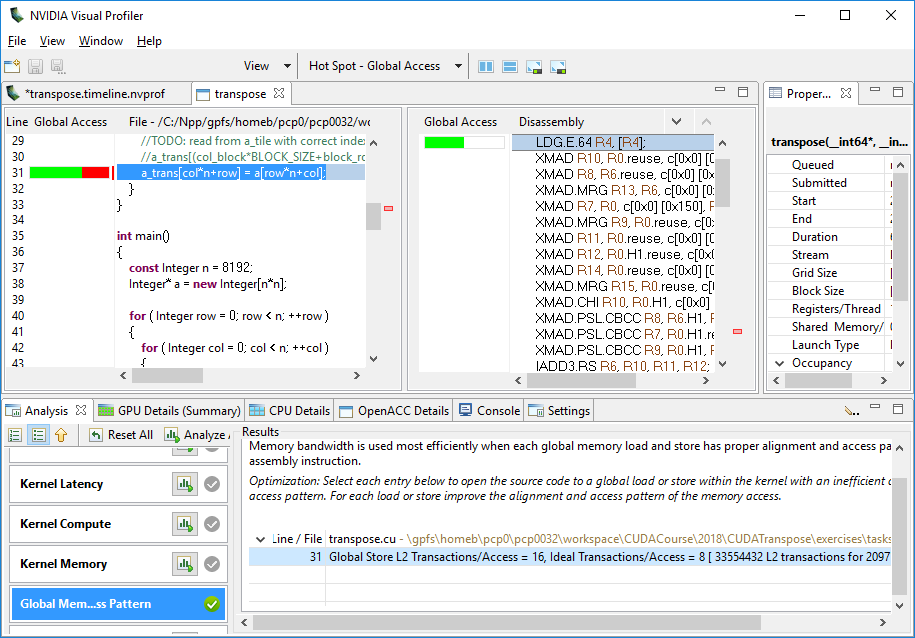 NVIDIA Visual Profiler
File View Window Help
View Hot Spot - Global Access
*transpose.timeline.nvprof transpose Proper...
Line Global Access File - /C:/Npp/gpfs/homeb/pcp0/pcp0032/wo
29 //TODO: read from a_tile with correct index
30 //a_trans[(col_block*BLOCK_SIZE+block_ro
31 a_trans[col*n+row] = a[row*n+col];
32 }
33 }
34
35 int main()
36 {
37 const Integer n = 8192;
38 Integer* a = new Integer[n*n];
39
40 for ( Integer row = 0; row < n; ++row )
41 {
42 for ( Integer col = 0; col < n; ++col )
43 {
Global Access Disassembly
LDG.E.64 R4, [R4];
XMAD R10, R0.reuse, c[0x0] [0
XMAD R8, R6.reuse, c[0x0] [0x
XMAD.MRG R13, R6, c[0x0] [0x
XMAD R7, R0, c[0x0] [0x150], R
XMAD.MRG R9, R0.reuse, c[0x
XMAD R11, R0.reuse, c[0x0] [0
XMAD R12, R0.H1.reuse, c[0x0
XMAD R14, R0.reuse, c[0x0] [0
XMAD.MRG R15, R0.reuse, c[0x
XMAD.CHI R10, R0.H1, c[0x0]
XMAD.PSL.CBCC R8, R6.H1, R
XMAD.PSL.CBCC R7, R0.H1.re
XMAD.PSL.CBCC R9, R0.H1, R
IADD3.RS R6, R10, R11, R12;
transpose(__int64*, __in...
Queued
Submitted
Start
End
Duration
Stream
Grid Size
Block Size
Registers/Thread
Shared Memory/
Launch Type
Occupancy
Analysis GPU Details (Summary) CPU Details OpenACC Details Console Settings
Reset All Analyze
Kernel Latency
Kernel Compute
Kernel Memory
Global Mem...ss Pattern
Results
Memory bandwidth is used most efficiently when each global memory load and store has proper alignment and access pa
assembly instruction.
Optimization: Select each entry below to open the source code to a global load or store within the kernel with an inefficient a
access pattern. For each load or store improve the alignment and access pattern of the memory access.
Line / File transpose.cu - \gpfs\homeb\pcp0\pcp0032\workspace\CUDACourse\2018\CUDATranspose\exercises\tasks
31 Global Store L2 Transactions/Access = 16, Ideal Transactions/Access = 8 [ 33554432 L2 transactions for 2097